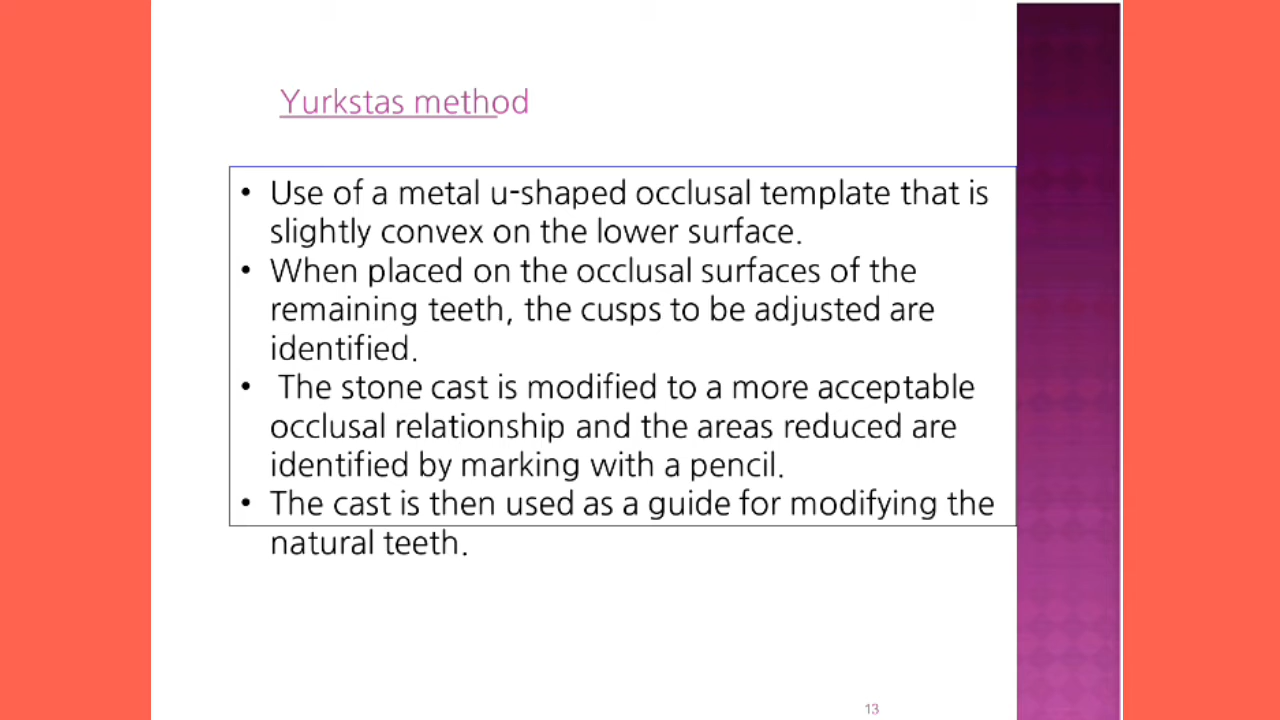 Yurkstas method
• Use of a metal u-shaped occlusal template that is
slightly convex on the lower surface.
• When placed on the occlusal surfaces of the
remaining teeth, the cusps to be adjusted are
identified.
• The stone cast is modified to a more acceptable
occlusal relationship and the areas reduced are
identified by marking with a pencil.
• The cast is then used as a guide for modifying the
natural teeth.
13